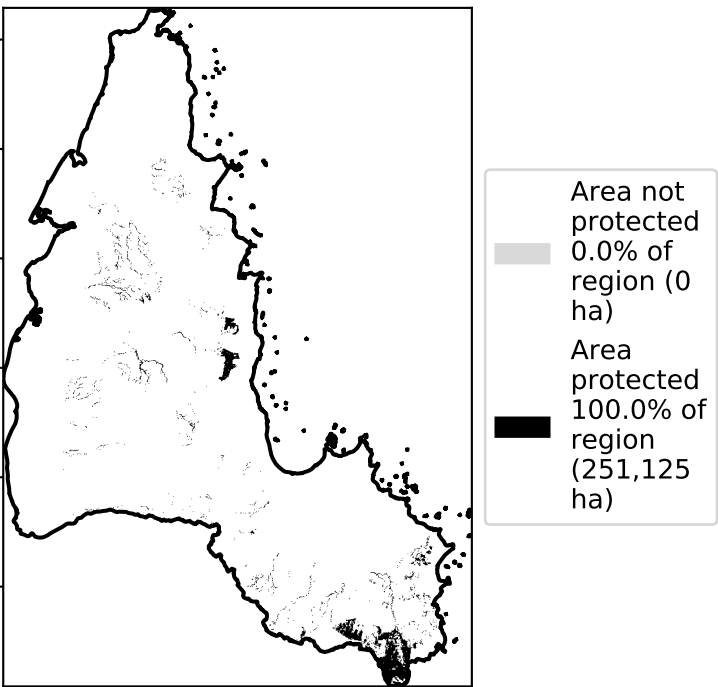 Area not
protected
0.0% of
region (0
ha)
Area
protected
100.0% of
region
(251,125
ha)